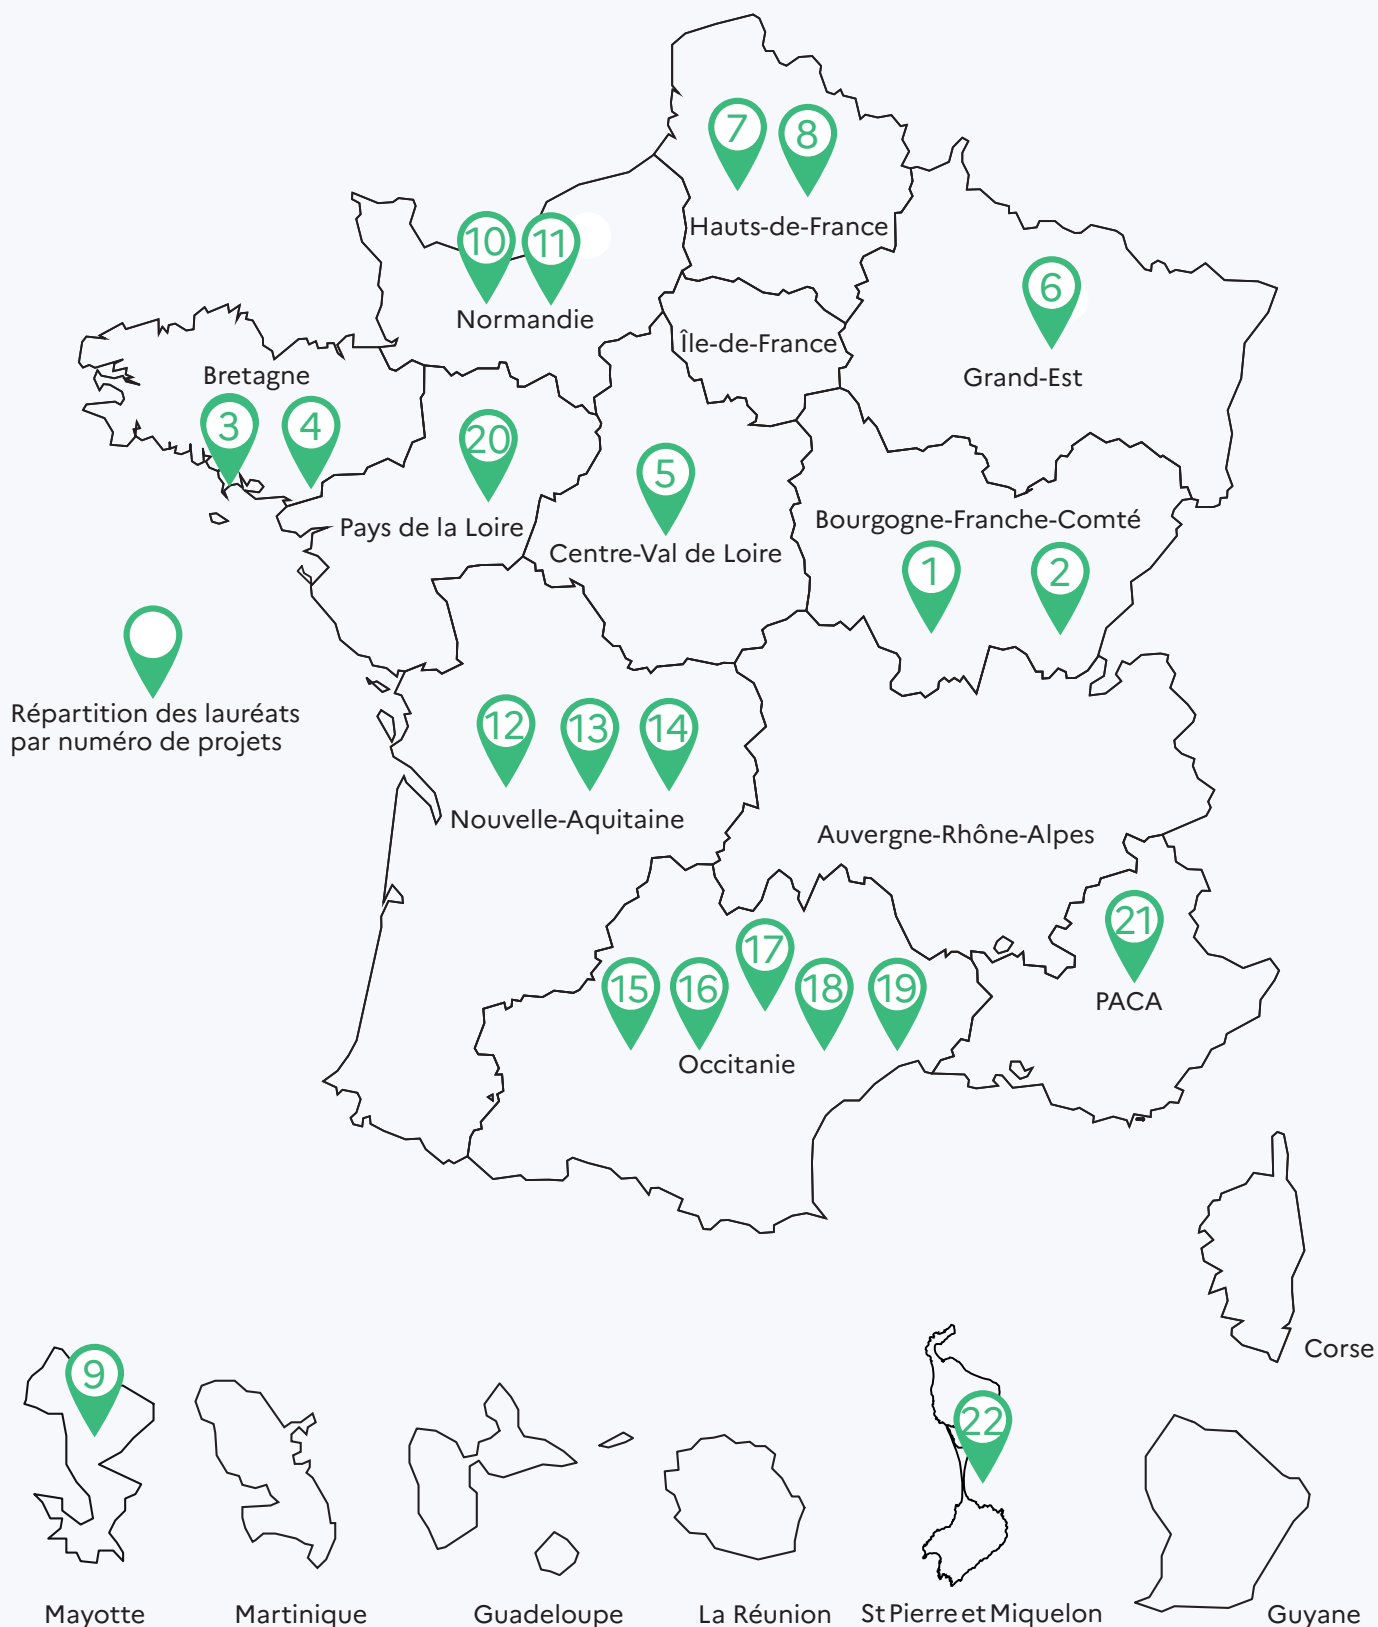 7
8
Hauts-de-France
10
11
Normandie
6
Île-de-France
Grand-Est
Bretagne
3
4
20
5
Pays de la Loire
Centre-Val de Loire
Bourgogne-Franche-Comté
1
2
Répartition des lauréats
par numéro de projets
12
13
14
Nouvelle-Aquitaine
Auvergne-Rhône-Alpes
21
PACA
15
16
17
18
19
Occitanie
Corse
9
22
Mayotte
Martinique
Guadeloupe
La Réunion
St Pierre et Miquelon
Guyane